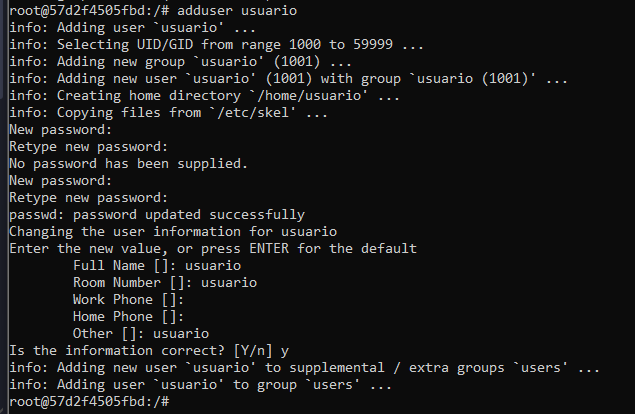 root@57d2f4505fbd:/# adduser usuario
info: Adding user `usuario' ...
info: Selecting UID/GID from range 1000 to 59999 ...
info: Adding new group `usuario' (1001) ...
info: Adding new user `usuario' (1001) with group `usuario (1001)' ...
info: Creating home directory `/home/usuario' ...
info: Copying files from `/etc/skel' ...
New password:
Retype new password:
No password has been supplied.
New password:
Retype new password:
passwd: password updated successfully
Changing the user information for usuario
Enter the new value, or press ENTER for the default
        Full Name []: usuario
        Room Number []: usuario
        Work Phone []:
        Home Phone []:
        Other []: usuario
Is the information correct? [Y/n] y
info: Adding new user `usuario' to supplemental / extra groups `users' ...
info: Adding user `usuario' to group `users' ...
root@57d2f4505fbd:/#